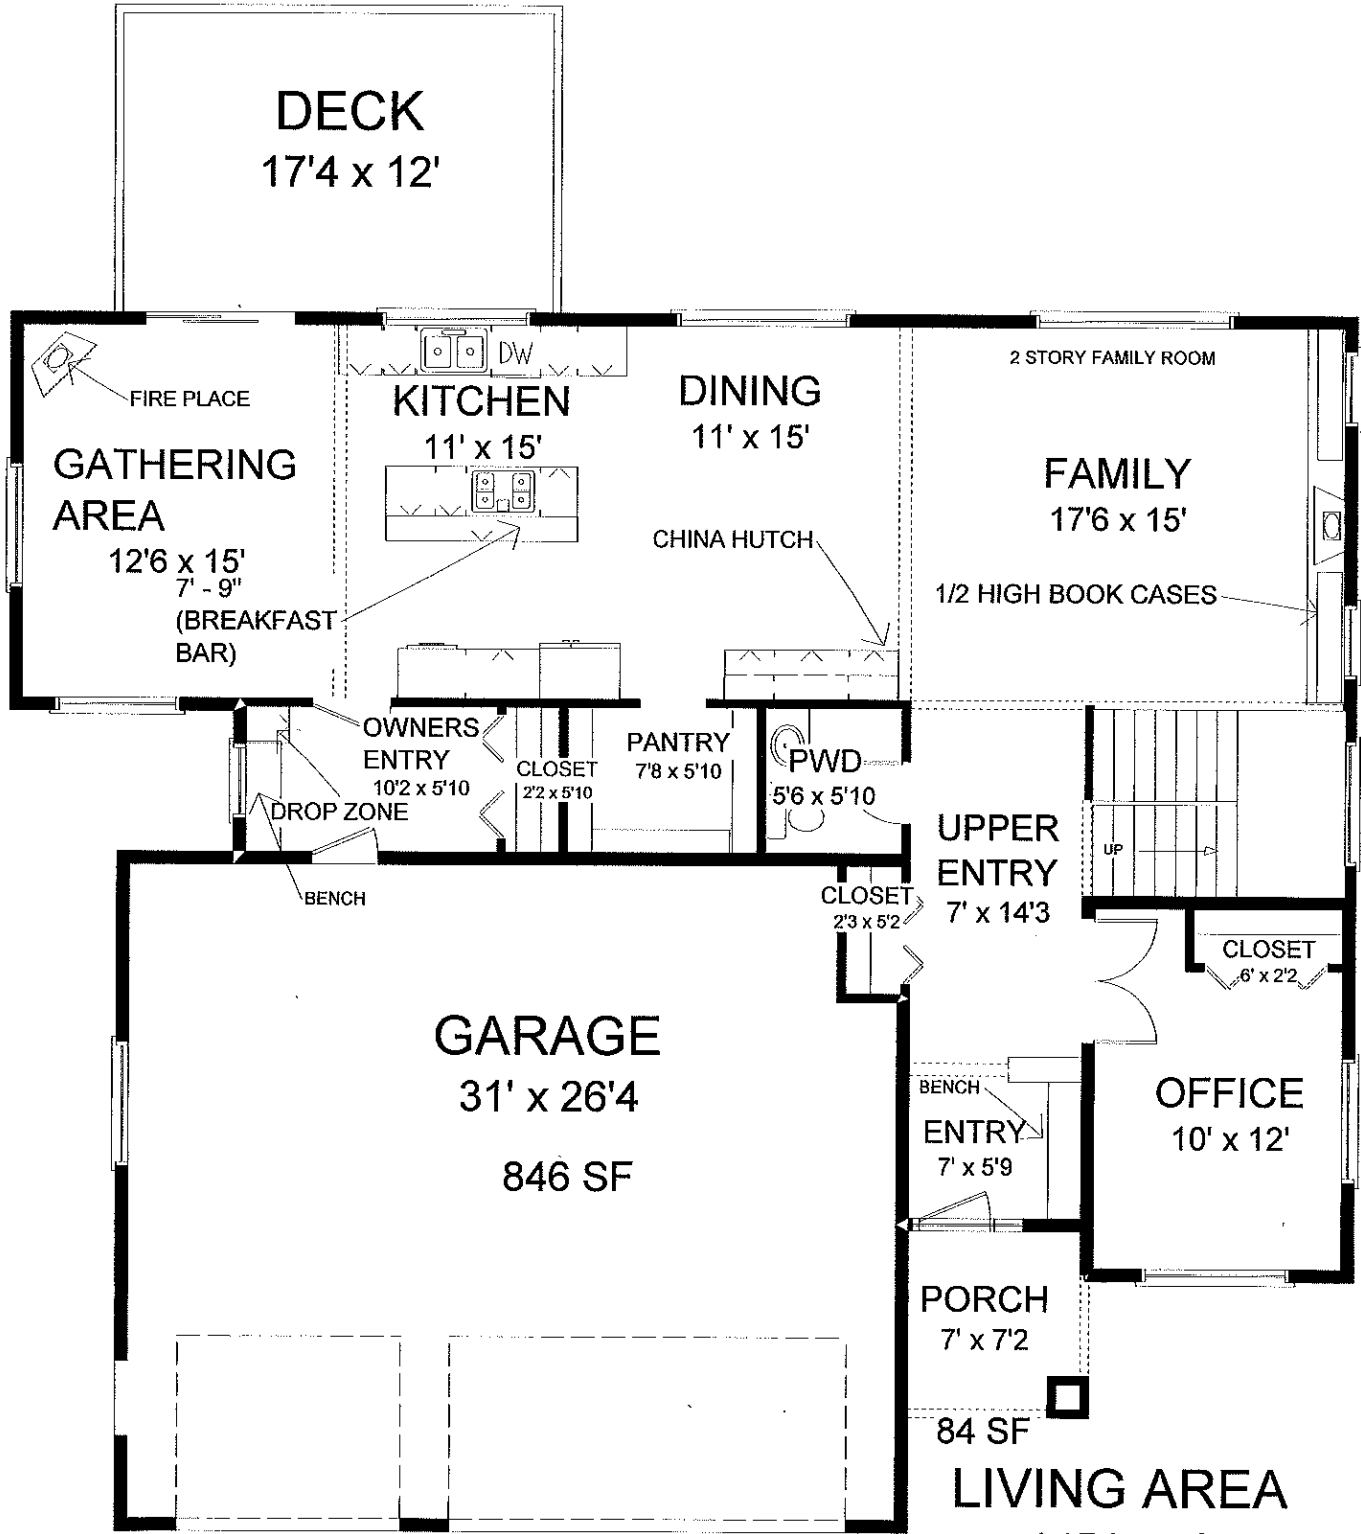 DECK
17'4 x 12'
2 STORY FAMILY ROOM
DW
FIRE PLACE
KITCHEN
11' x 15'
DINING
11' x 15'
GATHERING
AREA
12'6 x 15'
7' - 9"
(BREAKFAST
BAR)
FAMILY
17'6 x 15'
CHINA HUTCH
1/2 HIGH BOOK CASES
OWNERS
ENTRY
10'2 x 5'10
DROP ZONE
BENCH
CLOSET
2'2 x 5'10
PANTRY
7'8 x 5'10
PWD
5'6 x 5'10
UPPER
ENTRY
7' x 14'3
UP
CLOSET
2'3 x 5'2
CLOSET
6' x 2'2
GARAGE
31' x 26'4
846 SF
BENCH
ENTRY
7' x 5'9
OFFICE
10' x 12'
PORCH
7' x 7'2
84 SF
LIVING AREA